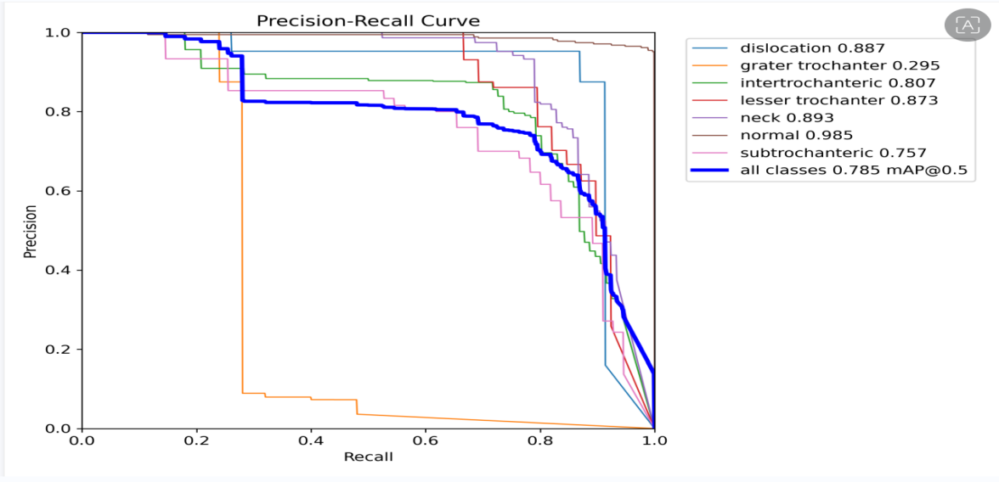 Precision-Recall Curve
A
1.0
0.8
0.6
0.4
0.2
0.0
Precision
0.0 0.2 0.4 0.6 0.8 1.0
Recall
dislocation 0.887
grater trochanter 0.295
intertrochanteric 0.807
lesser trochanter 0.873
neck 0.893
normal 0.985
subtrochanteric 0.757
all classes 0.785 mAP@0.5